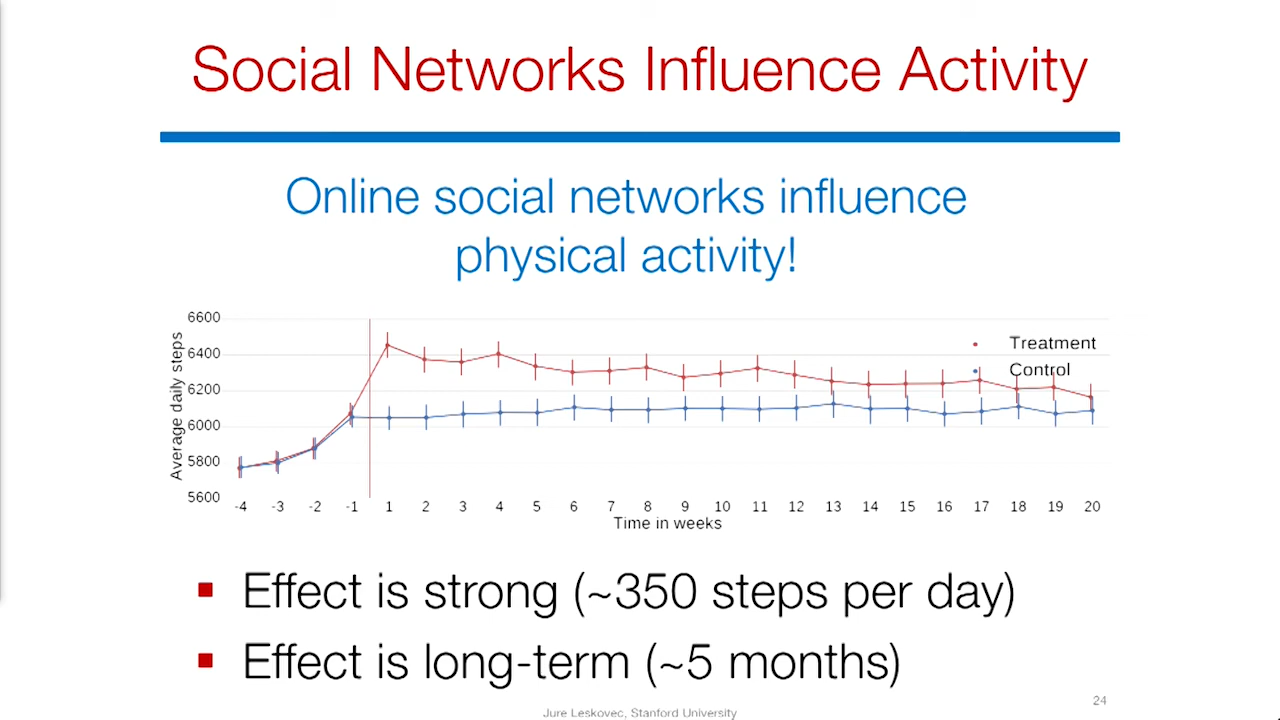 Social Networks Influence Activity
Online social networks influence
physical activity!
Average daily steps
6600
6400
6200
6000
5800
5600
Treatment
Control
-4 -3 -2 -1 1 2 3 4 5 6 7 8 9 10 11 12 13 14 15 16 17 18 19 20
Time in weeks
▪ Effect is strong (~350 steps per day)
▪ Effect is long-term (~5 months)
24
Jure Leskovec, Stanford University